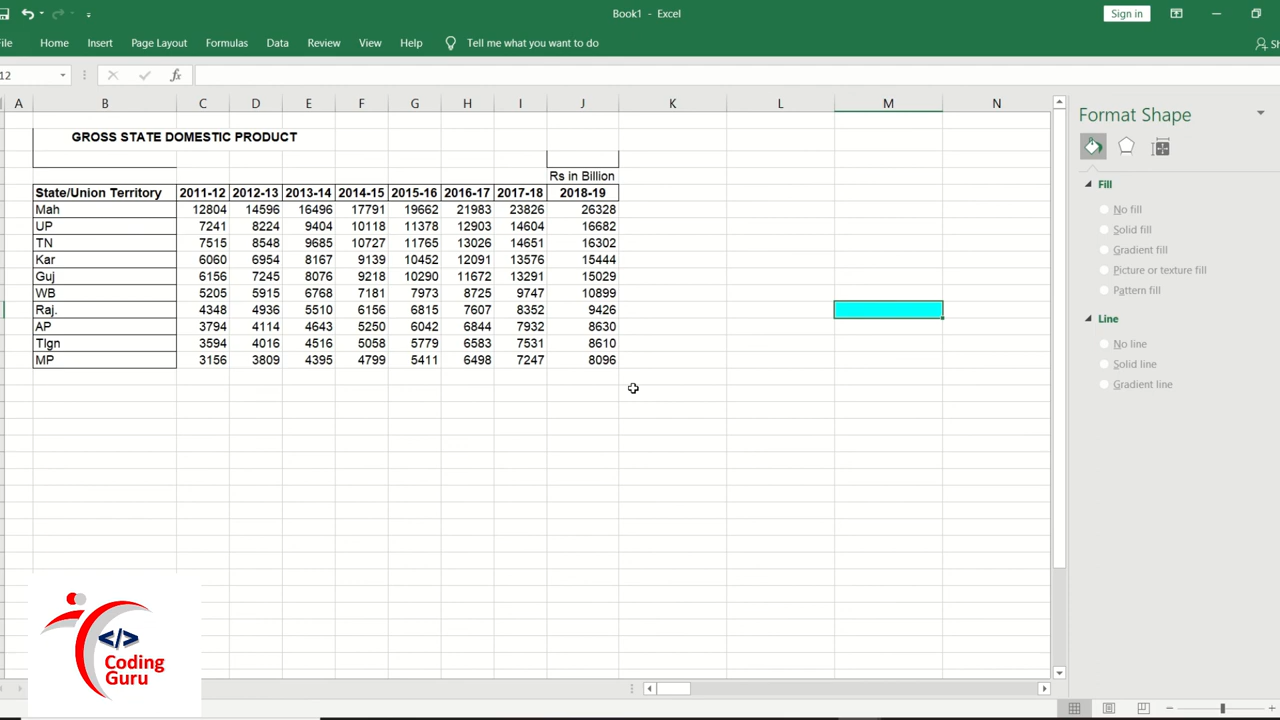 Book1 - Excel
Sign in
File Home Insert Page Layout Formulas Data Review View Help Tell me what you want to do
12 fx
A B C D E F G H I J K L M N
GROSS STATE DOMESTIC PRODUCT
Rs in Billion
State/Union Territory 2011-12 2012-13 2013-14 2014-15 2015-16 2016-17 2017-18 2018-19
Mah 12804 14596 16496 17791 19662 21983 23826 26328
UP 7241 8224 9404 10118 11378 12903 14604 16682
TN 7515 8548 9685 10727 11765 13026 14651 16302
Kar 6060 6954 8167 9139 10452 12091 13576 15444
Guj 6156 7245 8076 9218 10290 11672 13291 15029
WB 5205 5915 6768 7181 7973 8725 9747 10899
Raj. 4348 4936 5510 6156 6815 7607 8352 9426
AP 3794 4114 4643 5250 6042 6844 7932 8630
Tlgn 3594 4016 4516 5058 5779 6583 7531 8610
MP 3156 3809 4395 4799 5411 6498 7247 8096
Format Shape
Fill
No fill
Solid fill
Gradient fill
Picture or texture fill
Pattern fill
Line
No line
Solid line
Gradient line
</>
Coding
Guru